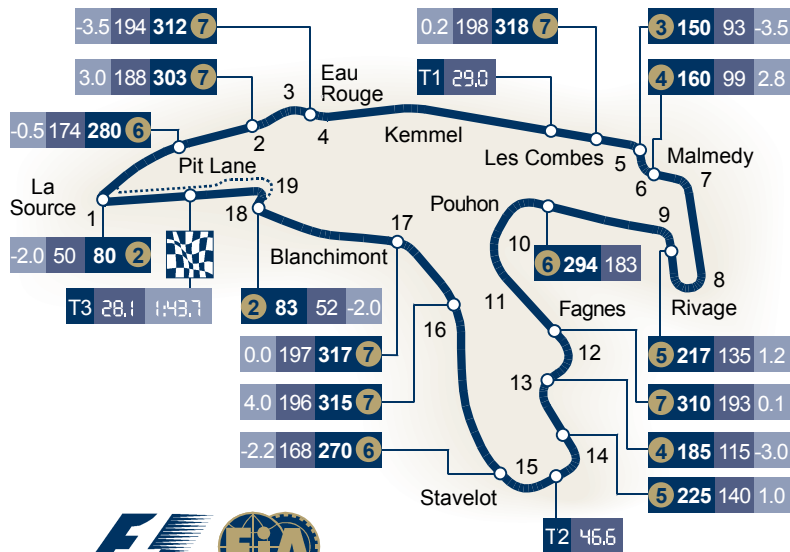 -3.5 194 312 7
0.2 198 318 7
3 150 93 -3.5
3.0 188 303 7
3
Eau
Rouge
T1 29.0
4 160 99 2.8
-0.5 174 280 6
2
4
Kemmel
Les Combes
5
Malmedy
Pit Lane
6
7
La
Source
1
19
18
17
Pouhon
9
10
-2.0 50 80 2
Blanchimont
6 294 183
8
T3 28.1 1:43.7
2 83 52 -2.0
16
11
Fagnes
Rivage
0.0 197 317 7
12
5 217 135 1.2
4.0 196 315 7
13
7 310 193 0.1
-2.2 168 270 6
14
4 185 115 -3.0
15
Stavelot
5 225 140 1.0
T2 46.6
F1
FiA